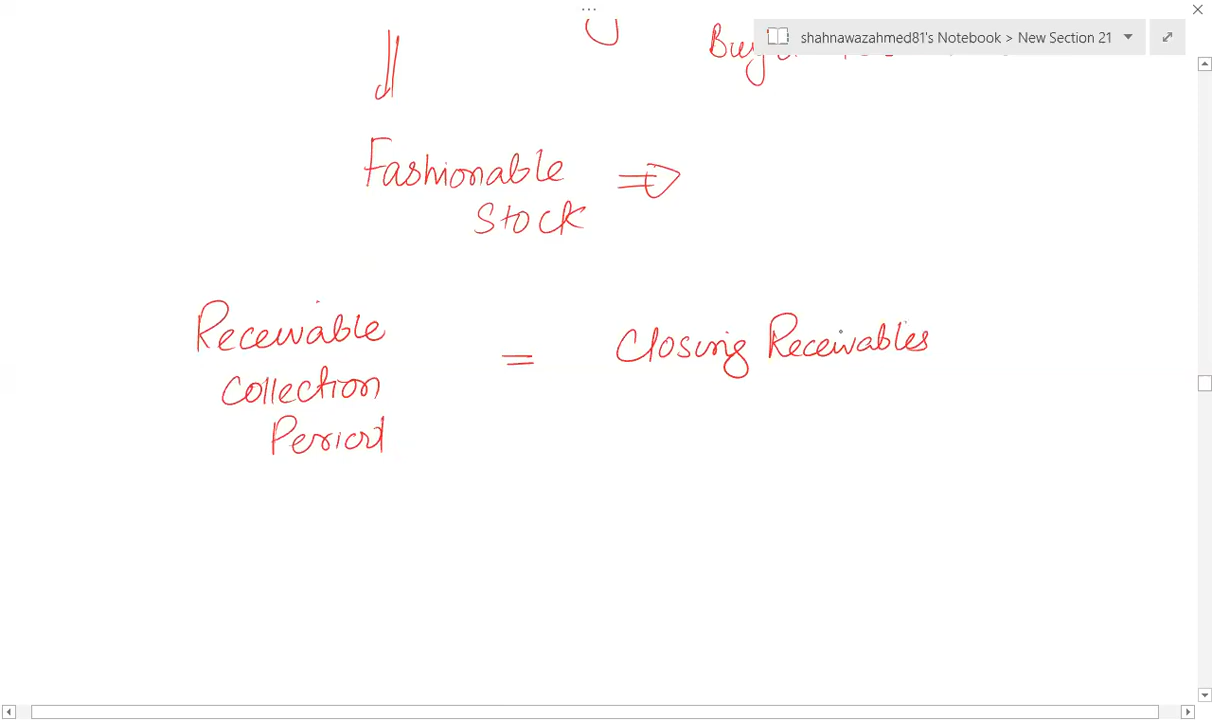 shahnawazahmed81's Notebook > New Section 21
Fashionable ⇒
Stock
Receivable
Collection
Period
= Closing Receivables